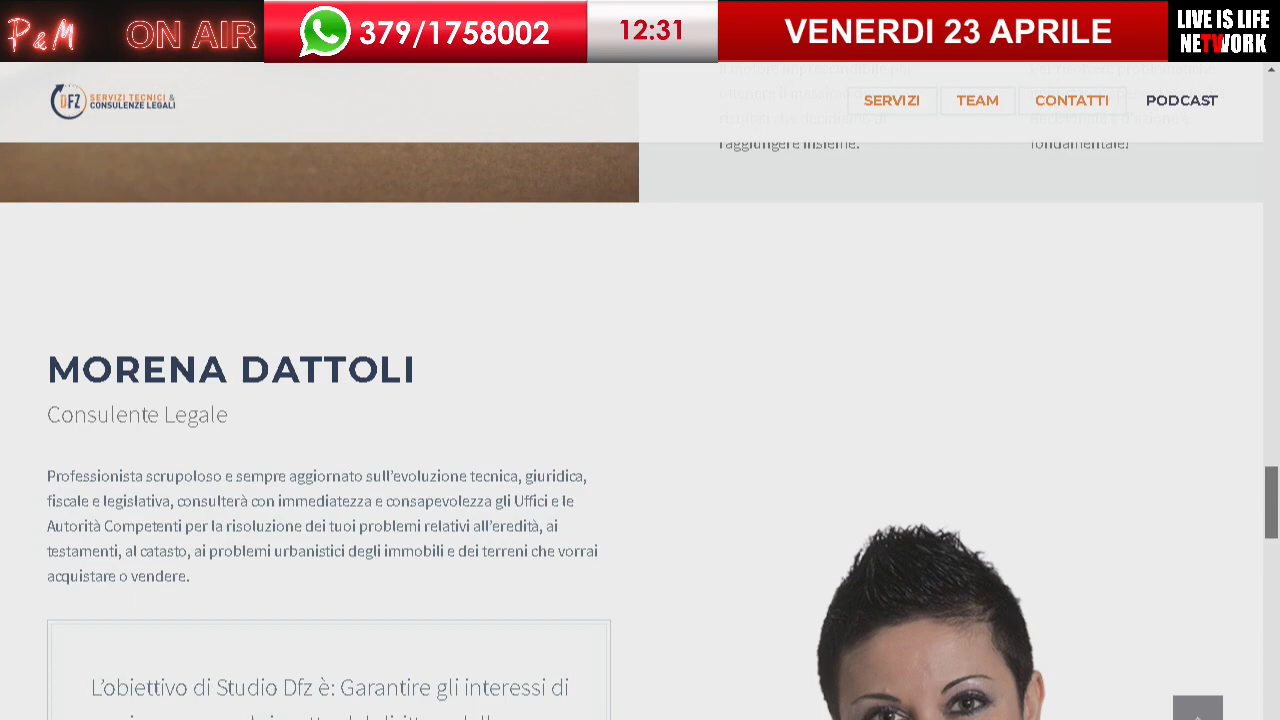 P & M ON AIR
379/1758002
12:31
VENERDI 23 APRILE
LIVE IS LIFE
NETWORK
DFZ SERVIZI TECNICI &
CONSULENZE LEGALI
SERVIZI TEAM CONTATTI PODCAST
raggiungere insieme. fondamentale!
MORENA DATTOLI
Consulente Legale
Professionista scrupoloso e sempre aggiornato sull'evoluzione tecnica, giuridica,
fiscale e legislativa, consulterà con immediatezza e consapevolezza gli Uffici e le
Autorità Competenti per la risoluzione dei tuoi problemi relativi all'eredità, ai
testamenti, al catasto, ai problemi urbanistici degli immobili e dei terreni che vorrai
acquistare o vendere.
L'obiettivo di Studio Dfz è: Garantire gli interessi di